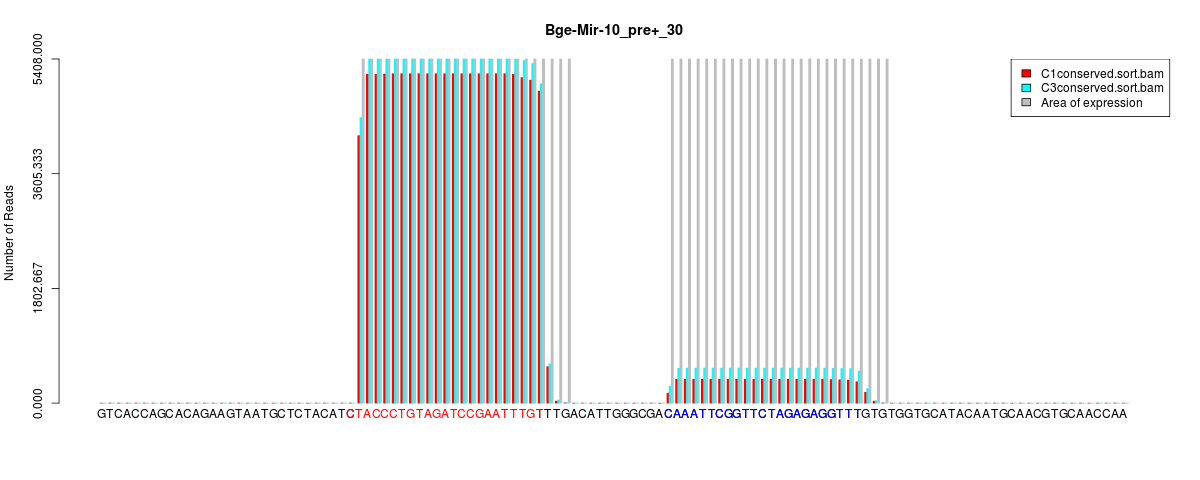 Bge-Mir-10_pre+_30
5408.000
3605.333
1802.667
0.000
Number of Reads
C1conserved.sort.bam
C3conserved.sort.bam
Area of expression
GTCACCAGCACAGAAGTAATGCTCTACATCTACCCTGTAGATCCGAATTTGTTTGACATTGGGCGACAAATTCGGTTCTAGAGAGGTTTGTGTGGTGCATACAATGCAACGTGCAACCAA